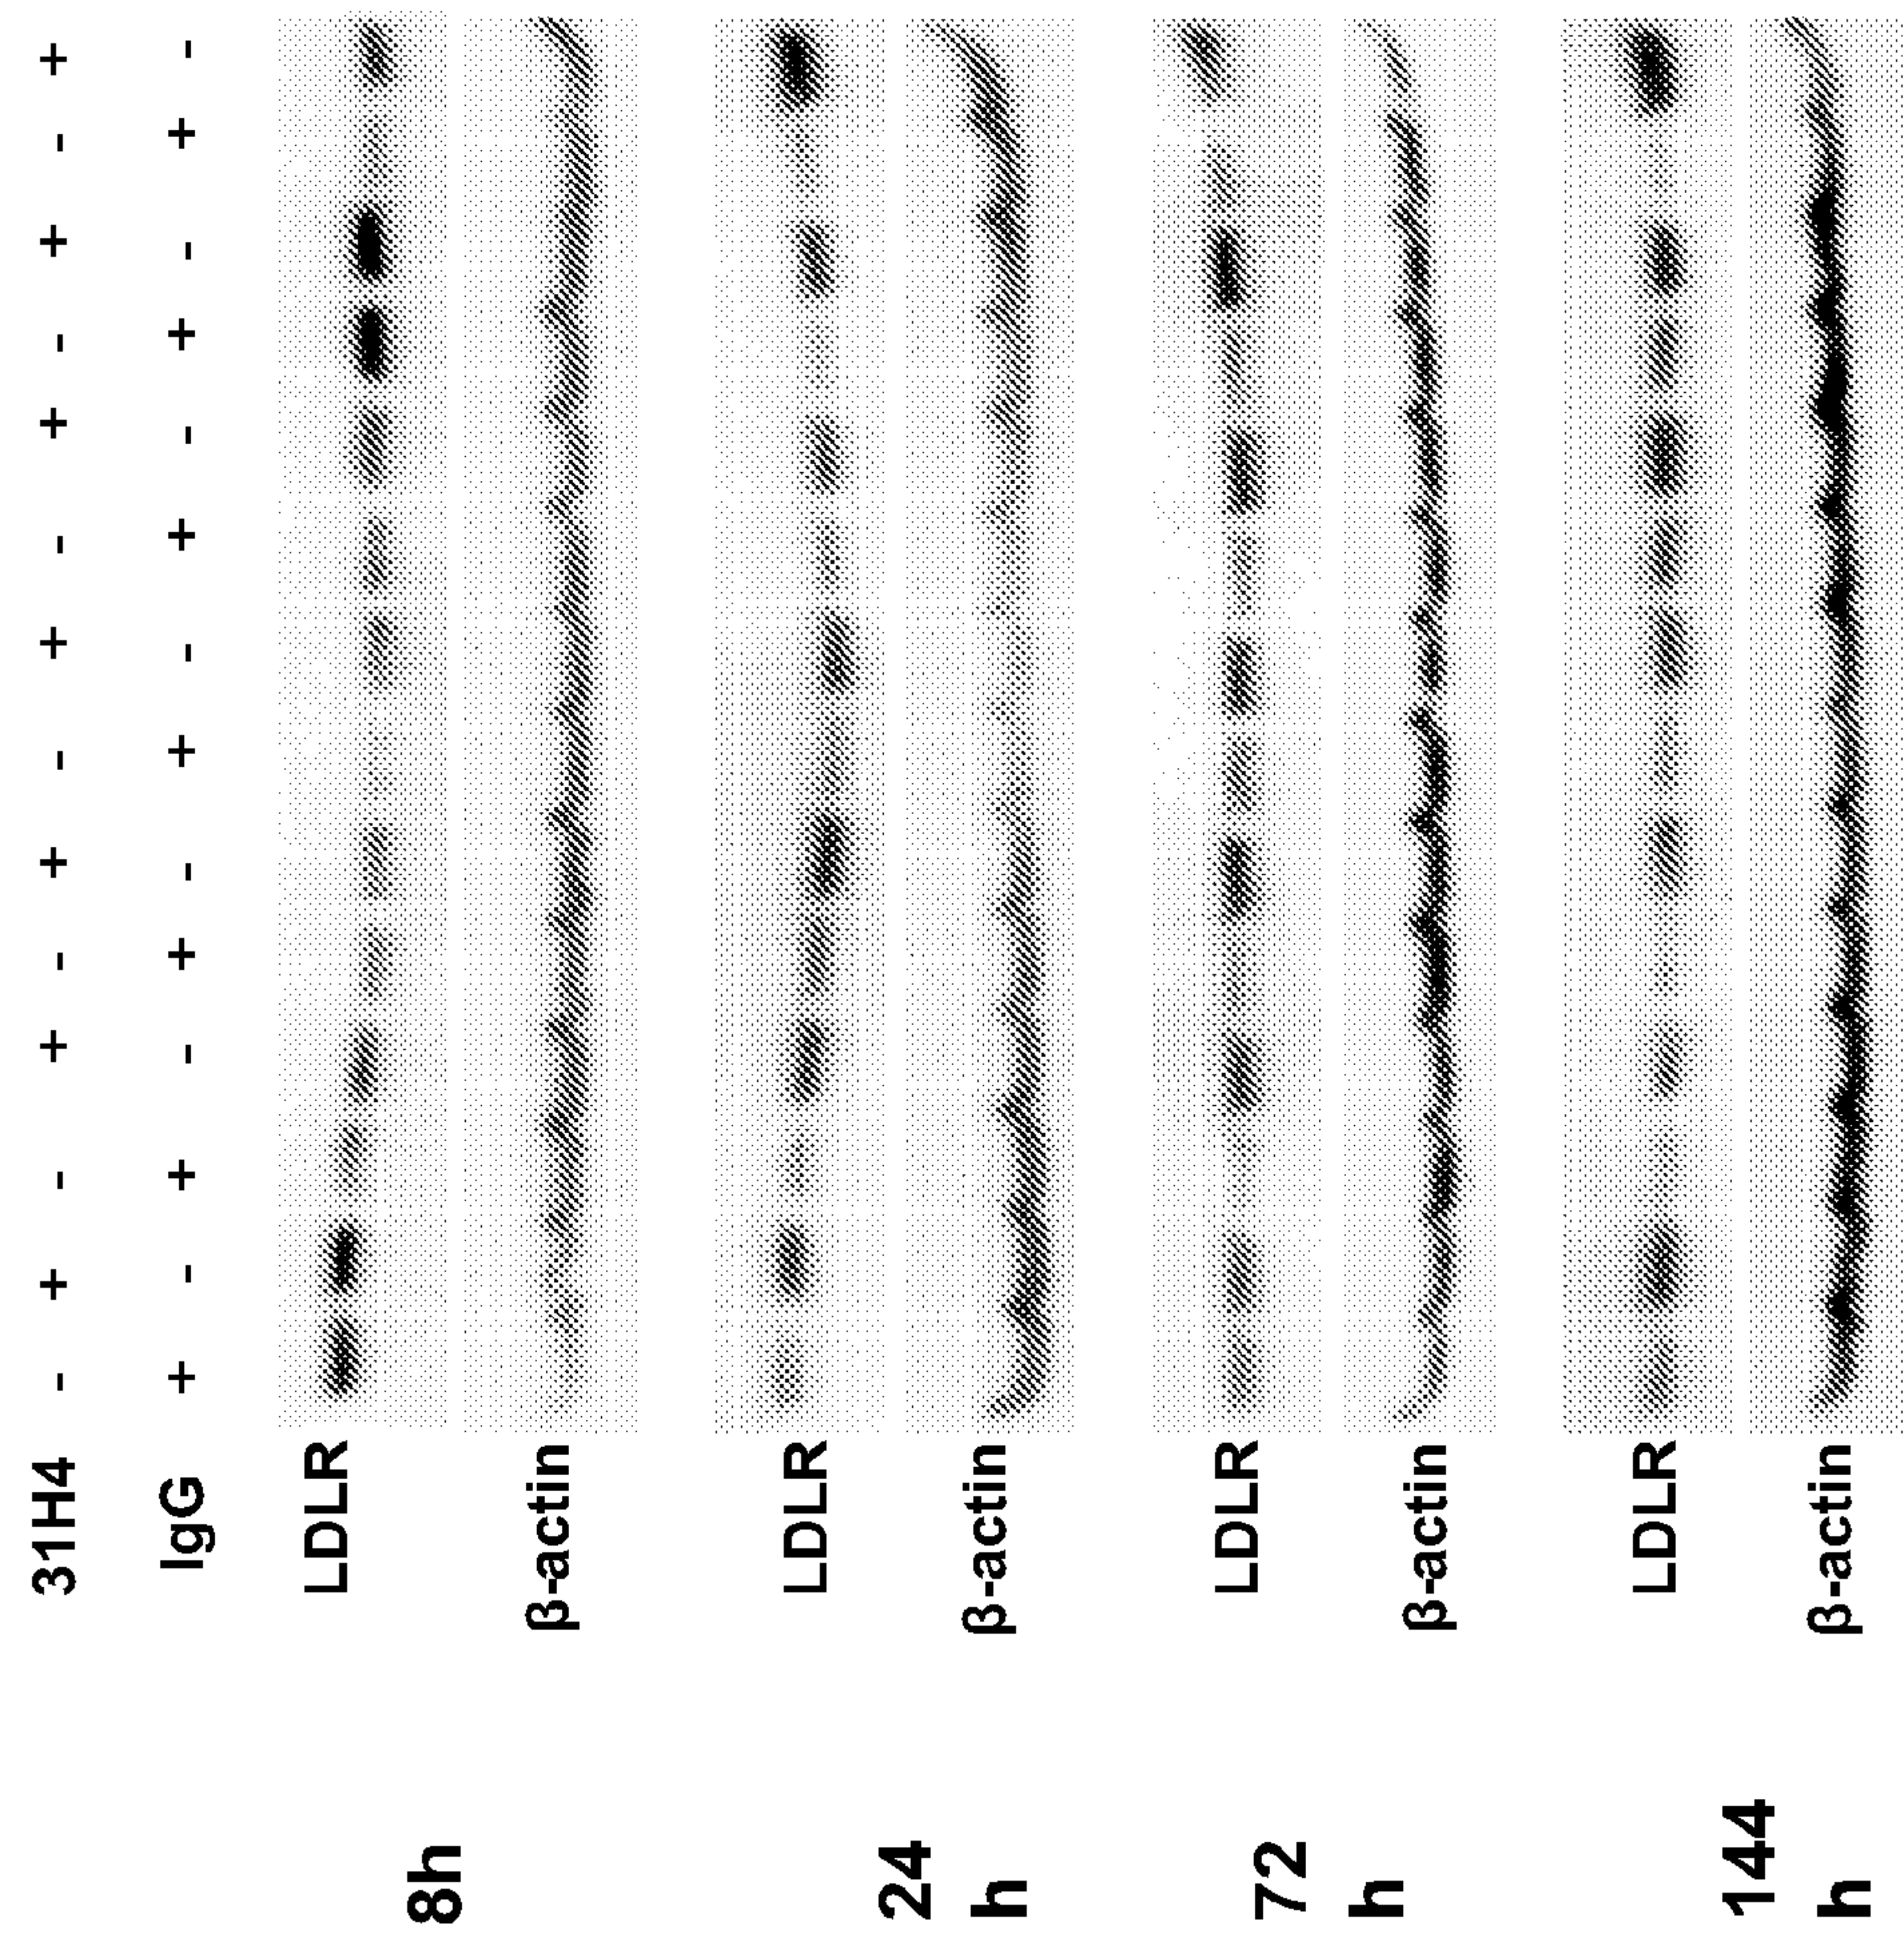 31H4 - + - + - + - + - + - + - +
IgG + - + - + - + - + - + - + -
LDLR
8h
β-actin
LDLR
24
h
β-actin
LDLR
72
h
β-actin
LDLR
144
h
β-actin